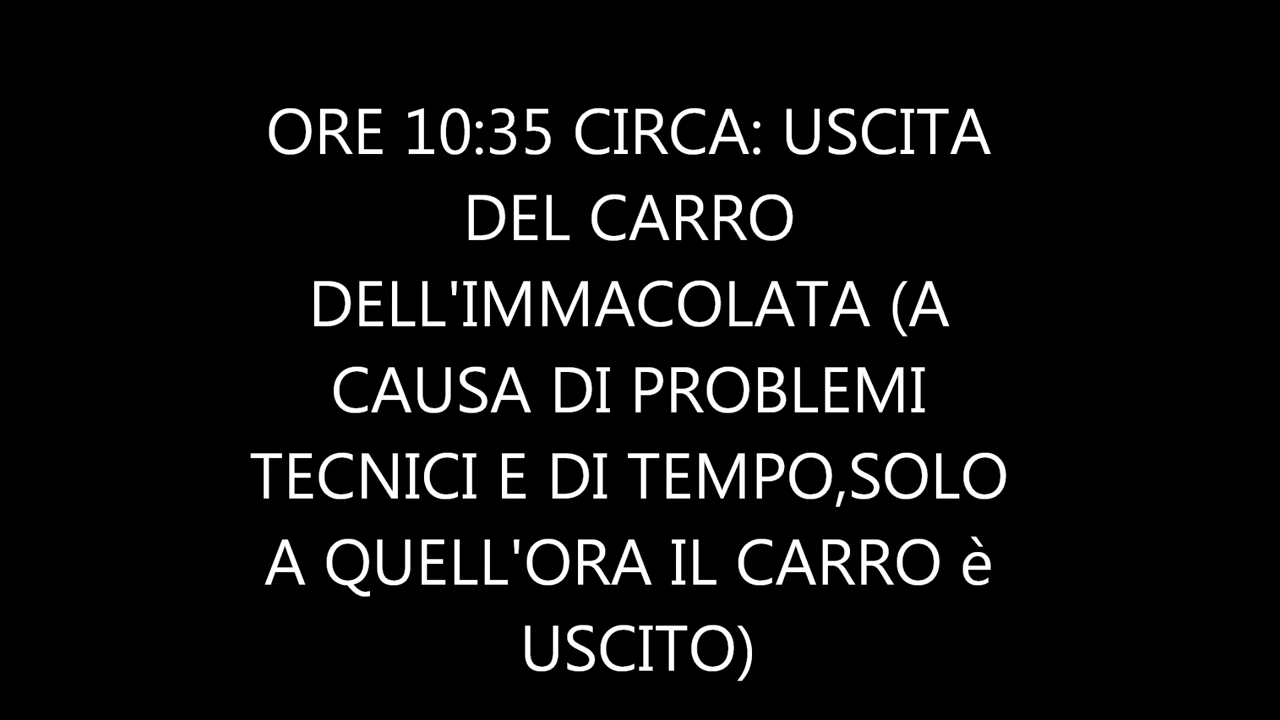 ORE 10:35 CIRCA: USCITA
DEL CARRO
DELL'IMMACOLATA (A
CAUSA DI PROBLEMI
TECNICI E DI TEMPO,SOLO
A QUELL'ORA IL CARRO è
USCITO)